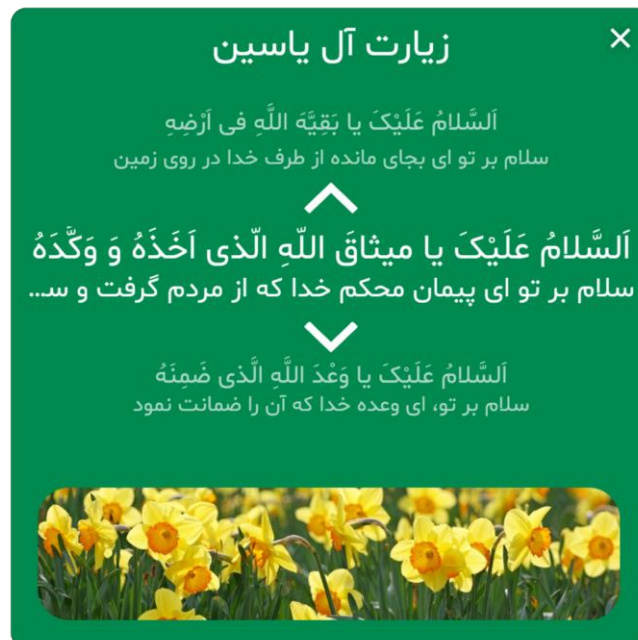 زیارت آل یاسین
اَلسَّلامُ عَلَیْکَ یا بَقِیَّهَ اللَّهِ فی اَرْضِهِ
سلام بر تو ای بجای مانده از طرف خدا در روی زمین
اَلسَّلامُ عَلَیْکَ یا میثاقَ اللّهِ الّذی اَخَذَهُ وَ وَکَّدَهُ
سلام بر تو ای پیمان محکم خدا که از مردم گرفت و سـ...
اَلسَّلامُ عَلَیْکَ یا وَعْدَ اللَّهِ الَّذی ضَمِنَهُ
سلام بر تو، ای وعده خدا که آن را ضمانت نمود